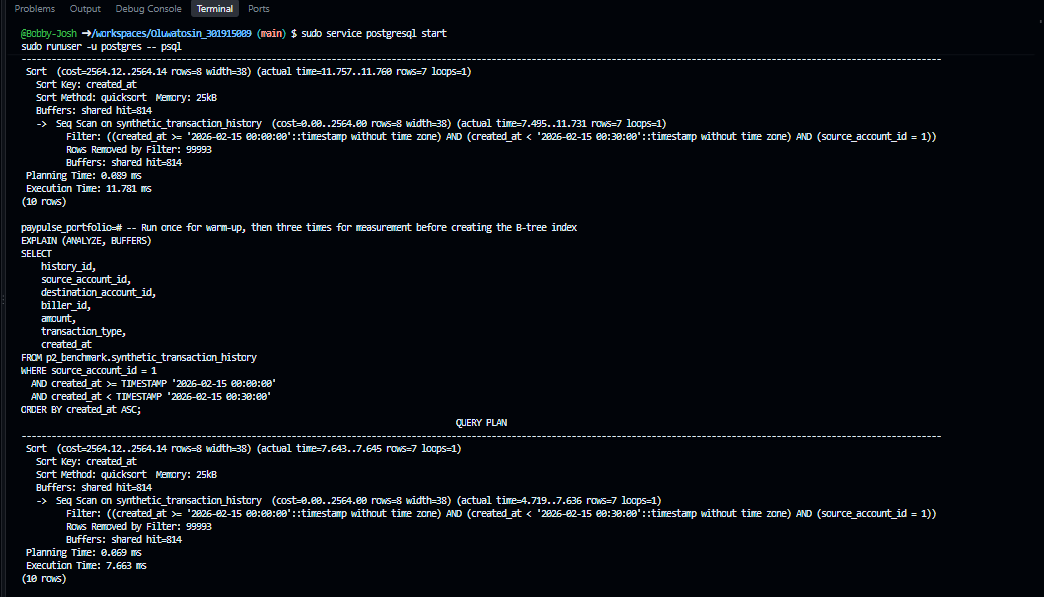 Problems Output Debug Console Terminal Ports
@Bobby-Josh ➜/workspaces/Oluwatosin_301915009 (main) $ sudo service postgresql start
sudo runuser -u postgres -- psql
-----------------------------------------------------------------------------------------------------------------------------------------------------------------------------------------
 Sort  (cost=2564.12..2564.14 rows=8 width=38) (actual time=11.757..11.760 rows=7 loops=1)
   Sort Key: created_at
   Sort Method: quicksort  Memory: 25kB
   Buffers: shared hit=814
   ->  Seq Scan on synthetic_transaction_history  (cost=0.00..2564.00 rows=8 width=38) (actual time=7.495..11.731 rows=7 loops=1)
         Filter: ((created_at >= '2026-02-15 00:00:00'::timestamp without time zone) AND (created_at < '2026-02-15 00:30:00'::timestamp without time zone) AND (source_account_id = 1))
         Rows Removed by Filter: 99993
         Buffers: shared hit=814
 Planning Time: 0.089 ms
 Execution Time: 11.781 ms
(10 rows)
paypulse_portfolio=# -- Run once for warm-up, then three times for measurement before creating the B-tree index
EXPLAIN (ANALYZE, BUFFERS)
SELECT
    history_id,
    source_account_id,
    destination_account_id,
    biller_id,
    amount,
    transaction_type,
    created_at
FROM p2_benchmark.synthetic_transaction_history
WHERE source_account_id = 1
  AND created_at >= TIMESTAMP '2026-02-15 00:00:00'
  AND created_at < TIMESTAMP '2026-02-15 00:30:00'
ORDER BY created_at ASC;
QUERY PLAN
-----------------------------------------------------------------------------------------------------------------------------------------------------------------------------------------
 Sort  (cost=2564.12..2564.14 rows=8 width=38) (actual time=7.643..7.645 rows=7 loops=1)
   Sort Key: created_at
   Sort Method: quicksort  Memory: 25kB
   Buffers: shared hit=814
   ->  Seq Scan on synthetic_transaction_history  (cost=0.00..2564.00 rows=8 width=38) (actual time=4.719..7.636 rows=7 loops=1)
         Filter: ((created_at >= '2026-02-15 00:00:00'::timestamp without time zone) AND (created_at < '2026-02-15 00:30:00'::timestamp without time zone) AND (source_account_id = 1))
         Rows Removed by Filter: 99993
         Buffers: shared hit=814
 Planning Time: 0.069 ms
 Execution Time: 7.663 ms
(10 rows)